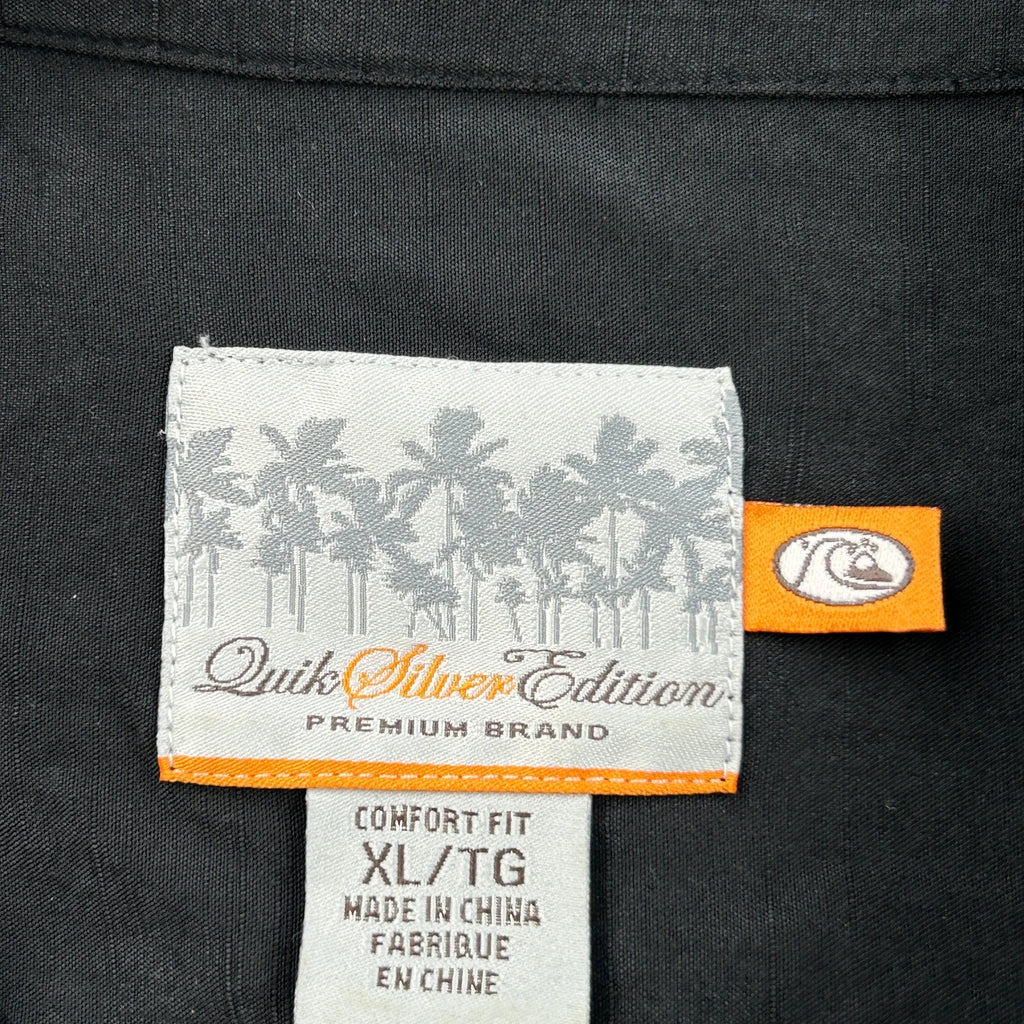 QuikSilverEdition
PREMIUM BRAND
COMFORT FIT
XL/TG
MADE IN CHINA
FABRIQUE
EN CHINE